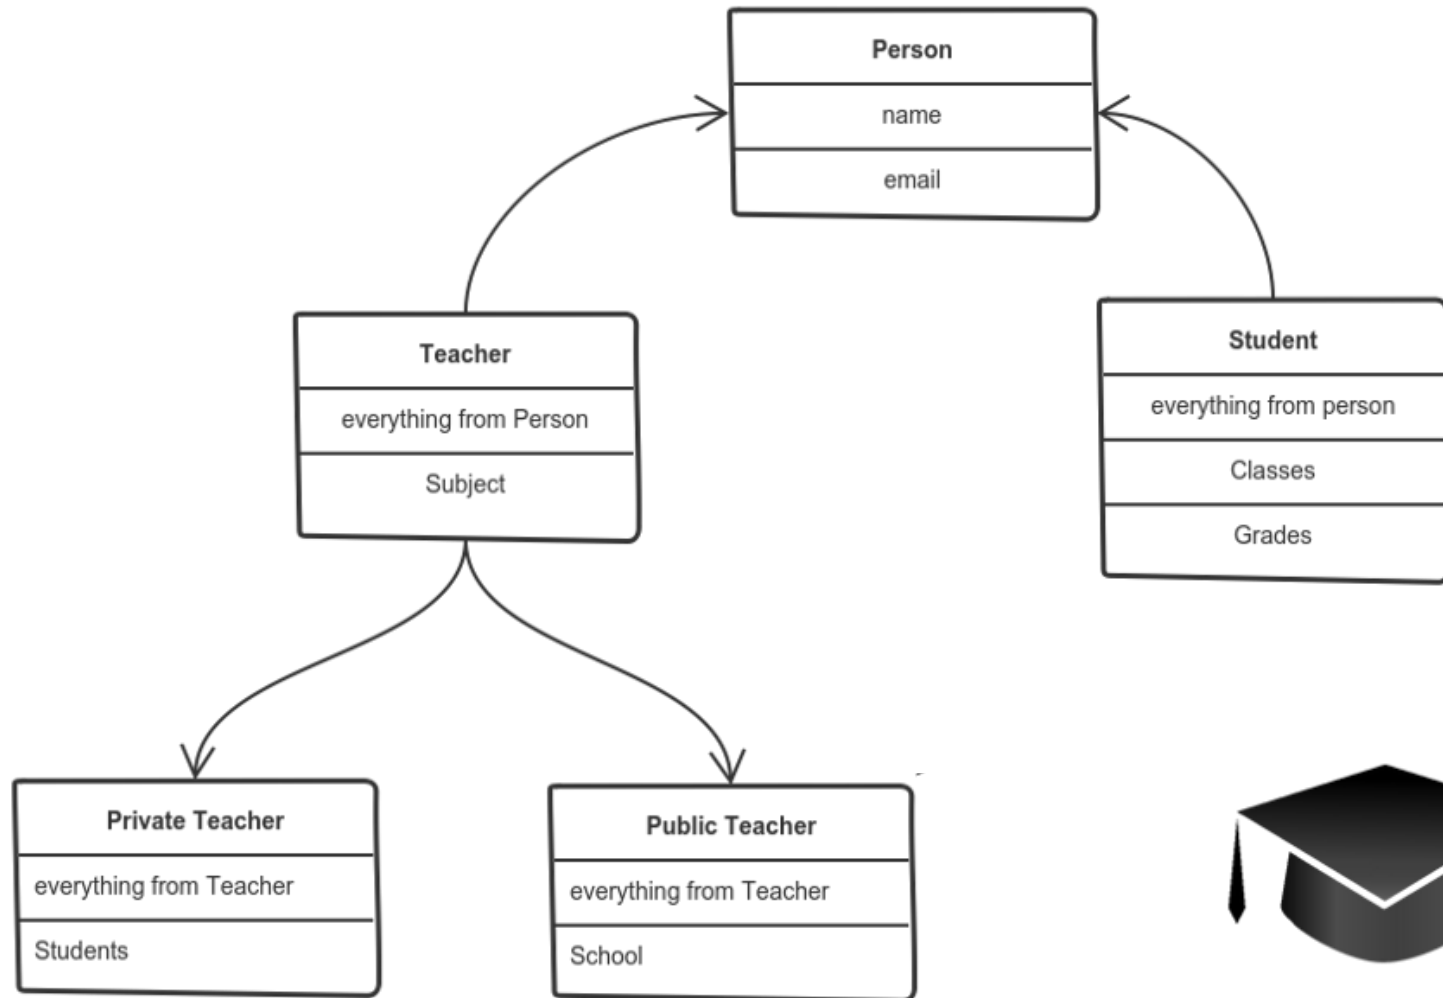 Person
name
email
Teacher
everything from Person
Subject
Student
everything from person
Classes
Grades
Private Teacher
everything from Teacher
Students
Public Teacher
everything from Teacher
School